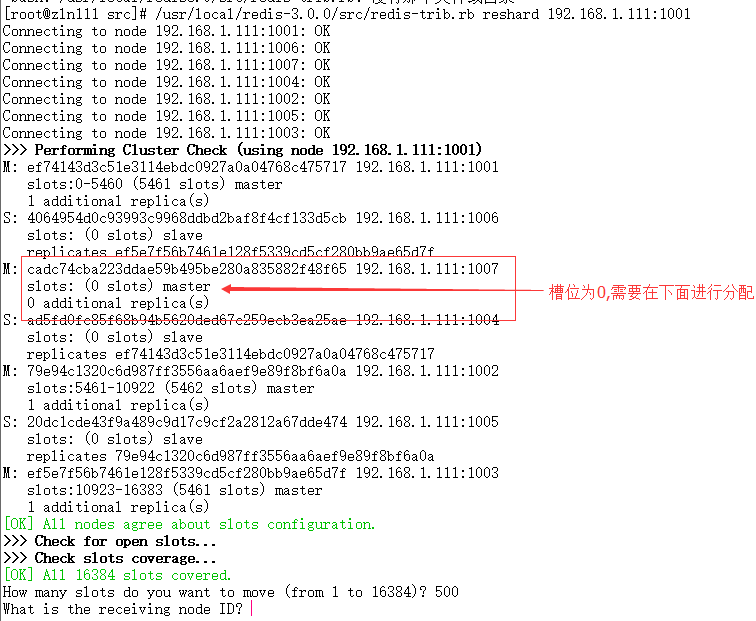 [root@z1n111 src]# /usr/local/redis-3.0.0/src/redis-trib.rb reshard 192.168.1.111:1001
Connecting to node 192.168.1.111:1001: OK
Connecting to node 192.168.1.111:1006: OK
Connecting to node 192.168.1.111:1007: OK
Connecting to node 192.168.1.111:1004: OK
Connecting to node 192.168.1.111:1002: OK
Connecting to node 192.168.1.111:1005: OK
Connecting to node 192.168.1.111:1003: OK
>>> Performing Cluster Check (using node 192.168.1.111:1001)
M: ef74143d3c51e3114ebdc0927a0a04768c475717 192.168.1.111:1001
slots:0-5460 (5461 slots) master
1 additional replica(s)
S: 4064954d0c93993c9968ddbd2baf8f4cf133d5cb 192.168.1.111:1006
slots: (0 slots) slave
replicates ef5e7f56b7461e128f5339cd5cf280bb9ae65d7f
M: cadc74cba223ddae59b495be280a835882f48f65 192.168.1.111:1007
slots: (0 slots) master
0 additional replica(s)
槽位为0,需要在下面进行分配
S: ad5fd0fc85f68b94b5620ded67c259ecb3ea25ae 192.168.1.111:1004
slots: (0 slots) slave
replicates ef74143d3c51e3114ebdc0927a0a04768c475717
M: 79e94c1320c6d987ff3556aa6aef9e89f8bf6a0a 192.168.1.111:1002
slots:5461-10922 (5462 slots) master
1 additional replica(s)
S: 20dc1cde43f9a489c9d17c9cf2a2812a67dde474 192.168.1.111:1005
slots: (0 slots) slave
replicates 79e94c1320c6d987ff3556aa6aef9e89f8bf6a0a
M: ef5e7f56b7461e128f5339cd5cf280bb9ae65d7f 192.168.1.111:1003
slots:10923-16383 (5461 slots) master
1 additional replica(s)
[OK] All nodes agree about slots configuration.
>>> Check for open slots...
>>> Check slots coverage...
[OK] All 16384 slots covered.
How many slots do you want to move (from 1 to 16384)? 500
What is the receiving node ID?